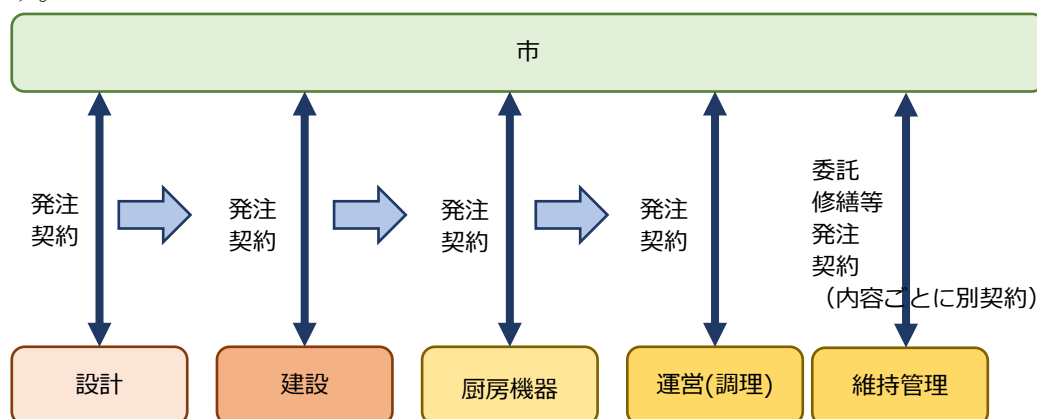 す。
市
発注
契約
発注
契約
発注
契約
発注
契約
委託
修繕等
発注
契約
（内容ごとに別契約）
設計
建設
厨房機器
運営(調理)
維持管理